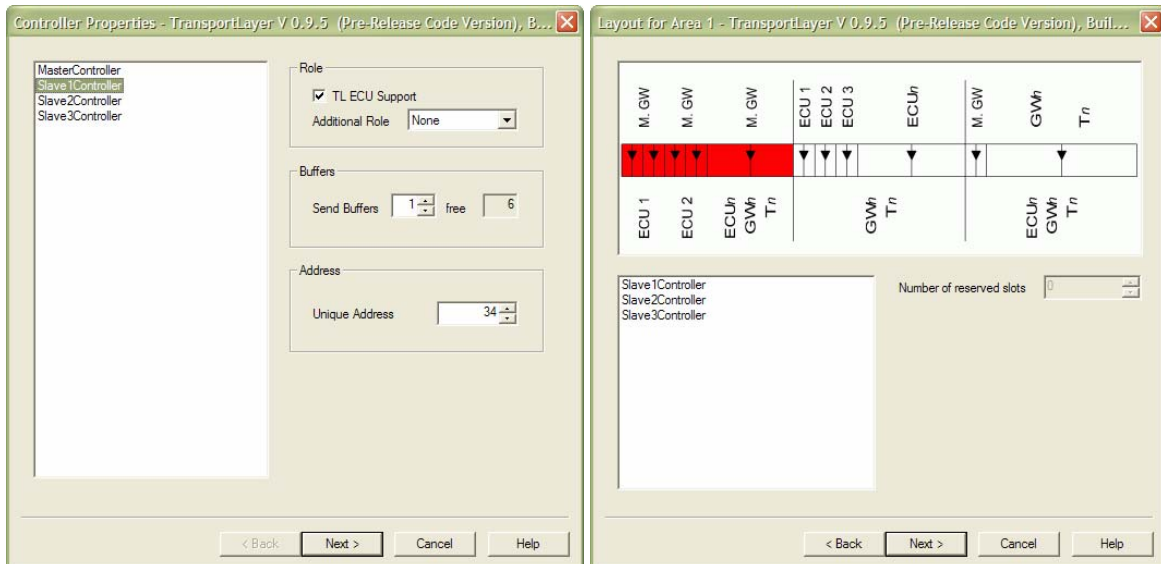 Controller Properties - TransportLayer V 0.9.5 (Pre-Release Code Version), B...
MasterController
Slave1Controller
Slave2Controller
Slave3Controller
Role
TL ECU Support
Additional Role None
Buffers
Send Buffers 1 free 6
Address
Unique Address 34
< Back Next > Cancel Help
Layout for Area 1 - TransportLayer V 0.9.5 (Pre-Release Code Version), Buil...
M. GW M. GW M. GW ECU 1 ECU 2 ECU 3 ECUn M. GW GWn Tn
ECU 1 ECU 2 ECUn GWn Tn GWn Tn ECUn GWn Tn
Slave1Controller
Slave2Controller
Slave3Controller
Number of reserved slots 0
< Back Next > Cancel Help